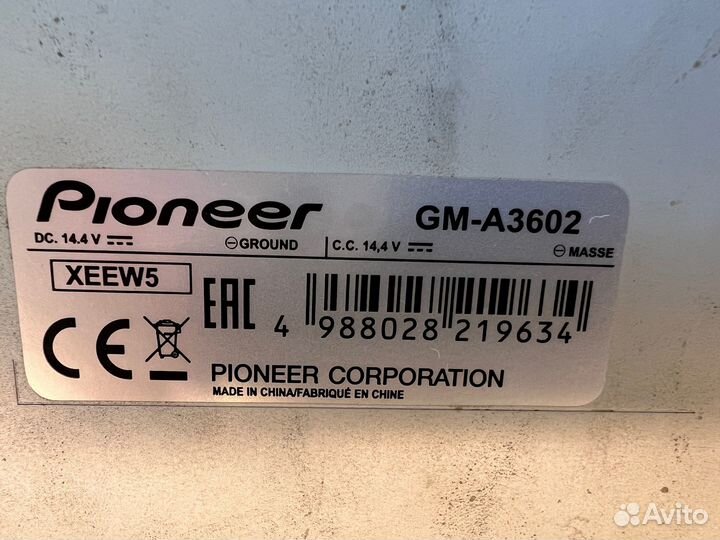 Pioneer GM-A3602
DC. 14.4 V ⎓ ⊖GROUND C.C. 14,4 V ⎓ ⊖ MASSE
XEEW5
EAC
4 988028 219634
CE
PIONEER CORPORATION
MADE IN CHINA/FABRIQUÉ EN CHINE
Avito